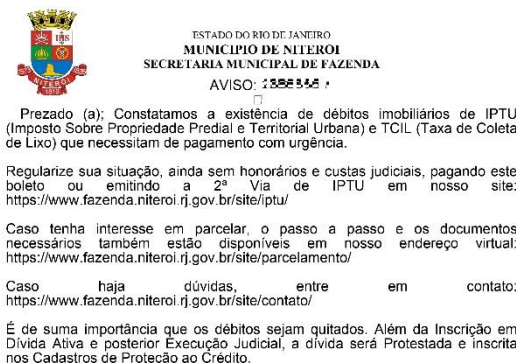 ESTADO DO RIO DE JANEIRO
MUNICIPIO DE NITEROI
SECRETARIA MUNICIPAL DE FAZENDA
AVISO:
Prezado (a); Constatamos a existência de débitos imobiliários de IPTU
(Imposto Sobre Propriedade Predial e Territorial Urbana) e TCIL (Taxa de Coleta
de Lixo) que necessitam de pagamento com urgência.
Regularize sua situação, ainda sem honorários e custas judiciais, pagando este
boleto ou emitindo a 2ª Via de IPTU em nosso site:
https://www.fazenda.niteroi.rj.gov.br/site/iptu/
Caso tenha interesse em parcelar, o passo a passo e os documentos
necessários também estão disponíveis em nosso endereço virtual:
https://www.fazenda.niteroi.rj.gov.br/site/parcelamento/
Caso haja dúvidas, entre em contato:
https://www.fazenda.niteroi.rj.gov.br/site/contato/
É de suma importância que os débitos sejam quitados. Além da Inscrição em
Dívida Ativa e posterior Execução Judicial, a dívida será Protestada e inscrita
nos Cadastros de Proteção ao Crédito.